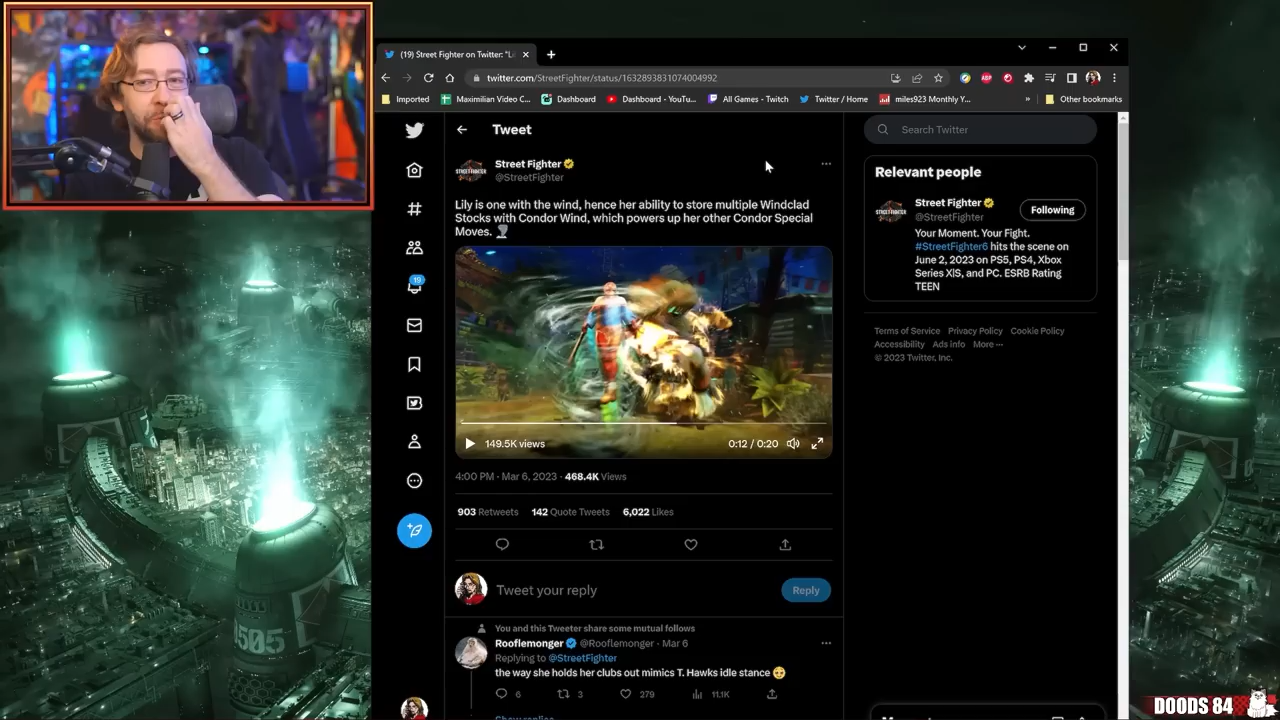 (19) Street Fighter on Twitter: "Li
twitter.com/StreetFighter/status/1632893831074004992
Imported
Maximilian Video C...
Dashboard
Dashboard - YouTu...
All Games - Twitch
Twitter / Home
miles923 Monthly Y...
»
Other bookmarks
Tweet
Search Twitter
Street Fighter
@StreetFighter
Lily is one with the wind, hence her ability to store multiple Windclad
Stocks with Condor Wind, which powers up her other Condor Special
Moves. 🌪️
149.5K views
0:12 / 0:20
4:00 PM · Mar 6, 2023 · 468.4K Views
903 Retweets 142 Quote Tweets 6,022 Likes
Tweet your reply
Reply
You and this Tweeter share some mutual follows
Rooflemonger @Rooflemonger · Mar 6
Replying to @StreetFighter
the way she holds her clubs out mimics T. Hawks idle stance
6
3
279
11.1K
19
Relevant people
Street Fighter
@StreetFighter
Following
Your Moment. Your Fight.
#StreetFighter6 hits the scene on
June 2, 2023 on PS5, PS4, Xbox
Series X|S, and PC. ESRB Rating
TEEN
Terms of Service Privacy Policy Cookie Policy
Accessibility Ads info More ···
© 2023 Twitter, Inc.
DOODS 84